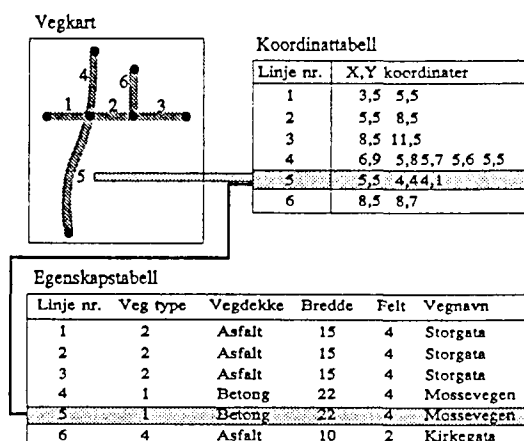 Vegkart
4
6
1 2 3
5
Koordinattabell
Linje nr. X,Y koordinater
1 3,5 5,5
2 5,5 8,5
3 8,5 11,5
4 6,9 5,85,7 5,6 5,5
5 5,5 4,44,1
6 8,5 8,7
Egenskapstabell
Linje nr. Veg type Vegdekke Bredde Felt Vegnavn
1 2 Asfalt 15 4 Storgata
2 2 Asfalt 15 4 Storgata
3 2 Asfalt 15 4 Storgata
4 1 Betong 22 4 Mossevegen
5 1 Betong 22 4 Mossevegen
6 4 Asfalt 10 2 Kirkegata